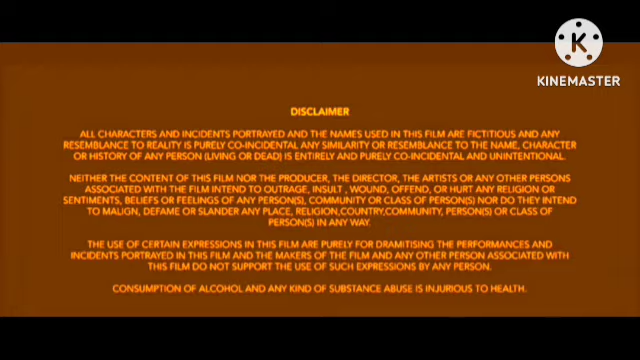 K
KINEMASTER
DISCLAIMER
ALL CHARACTERS AND INCIDENTS PORTRAYED AND THE NAMES USED IN THIS FILM ARE FICTITIOUS AND ANY
RESEMBLANCE TO REALITY IS PURELY CO-INCIDENTAL ANY SIMILARITY OR RESEMBLANCE TO THE NAME, CHARACTER
OR HISTORY OF ANY PERSON (LIVING OR DEAD) IS ENTIRELY AND PURELY CO-INCIDENTAL AND UNINTENTIONAL.
NEITHER THE CONTENT OF THIS FILM NOR THE PRODUCER, THE DIRECTOR, THE ARTISTS OR ANY OTHER PERSONS
ASSOCIATED WITH THE FILM INTEND TO OUTRAGE, INSULT , WOUND, OFFEND, OR HURT ANY RELIGION OR
SENTIMENTS, BELIEFS OR FEELINGS OF ANY PERSON(S), COMMUNITY OR CLASS OF PERSON(S) NOR DO THEY INTEND
TO MALIGN, DEFAME OR SLANDER ANY PLACE, RELIGION,COUNTRY,COMMUNITY, PERSON(S) OR CLASS OF
PERSON(S) IN ANY WAY.
THE USE OF CERTAIN EXPRESSIONS IN THIS FILM ARE PURELY FOR DRAMITISING THE PERFORMANCES AND
INCIDENTS PORTRAYED IN THIS FILM AND THE MAKERS OF THE FILM AND ANY OTHER PERSON ASSOCIATED WITH
THIS FILM DO NOT SUPPORT THE USE OF SUCH EXPRESSIONS BY ANY PERSON.
CONSUMPTION OF ALCOHOL AND ANY KIND OF SUBSTANCE ABUSE IS INJURIOUS TO HEALTH.